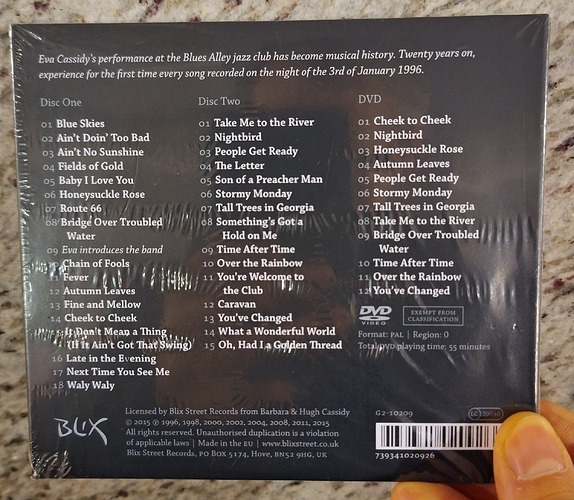 Eva Cassidy's performance at the Blues Alley jazz club has become musical history. Twenty years on,
experience for the first time every song recorded on the night of the 3rd of January 1996.
Disc One
01 Blue Skies
02 Ain't Doin' Too Bad
03 Ain't No Sunshine
04 Fields of Gold
05 Baby I Love You
06 Honeysuckle Rose
07 Route 66
08 Bridge Over Troubled
Water
09 Eva introduces the band
10 Chain of Fools
11 Fever
12 Autumn Leaves
13 Fine and Mellow
14 Cheek to Cheek
15 It Don't Mean a Thing
(If it Ain't Got That Swing)
16 Late in the Evening
17 Next Time You See Me
18 Waly Waly
Disc Two
01 Take Me to the River
02 Nightbird
03 People Get Ready
04 The Letter
05 Son of a Preacher Man
06 Stormy Monday
07 Tall Trees in Georgia
08 Something's Got a
Hold on Me
09 Time After Time
10 Over the Rainbow
11 You're Welcome to
the Club
12 Caravan
13 You've Changed
14 What a Wonderful World
15 Oh, Had I a Golden Thread
DVD
01 Cheek to Cheek
02 Nightbird
03 Honeysuckle Rose
04 Autumn Leaves
05 People Get Ready
06 Stormy Monday
07 Tall Trees in Georgia
08 Take Me to the River
09 Bridge Over Troubled
Water
10 Time After Time
11 Over the Rainbow
12 You've Changed
DVD
VIDEO
EXEMPT FROM
CLASSIFICATION
Format: PAL | Region: 0
Total DVD playing time: 55 minutes
BLIX
Licensed by Blix Street Records from Barbara & Hugh Cassidy
© 2015 ℗ 1996, 1998, 2000, 2002, 2004, 2008, 2011, 2015
All rights reserved. Unauthorised duplication is a violation
of applicable laws | Made in the EU | www.blixstreet.co.uk
Blix Street Records, PO BOX 5174, Hove, BN52 9HG, UK
G2-10209
LC
739341020926